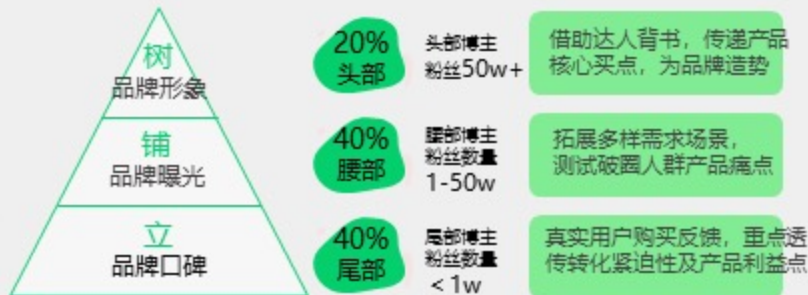 树
品牌形象
20%
头部
头部博主
粉丝50w+
借助达人背书，传递产品
核心买点，为品牌造势
铺
品牌曝光
40%
腰部
腰部博主
粉丝数量
1-50w
拓展多样需求场景，
测试破圈人群产品痛点
立
品牌口碑
40%
尾部
尾部博主
粉丝数量
<1w
真实用户购买反馈，重点透
传转化紧迫性及产品利益点